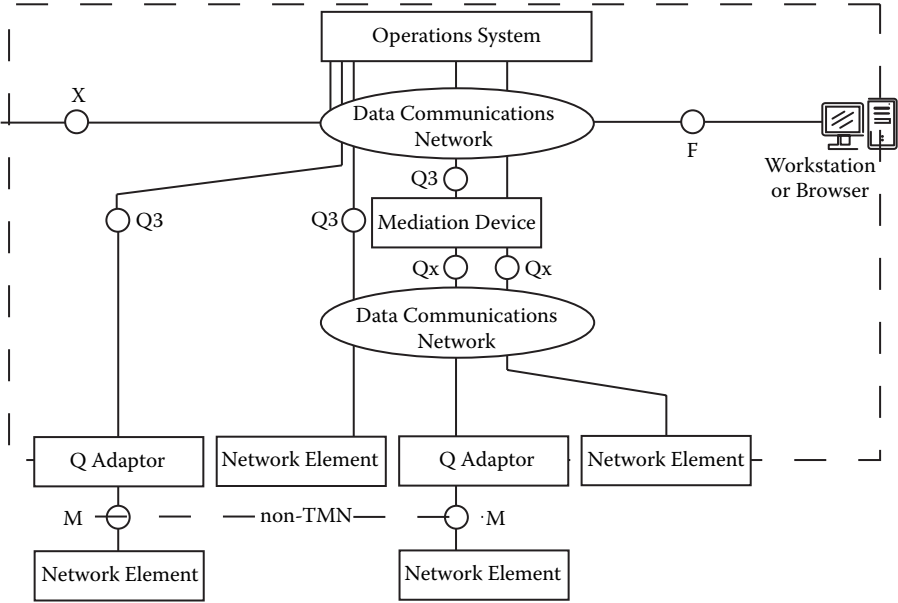 Operations System
X
Data Communications
Network
F
Workstation
or Browser
Q3
Q3
Q3
Mediation Device
Qx
Qx
Data Communications
Network
Q Adaptor
Network Element
Q Adaptor
Network Element
M
non-TMN
·M
Network Element
Network Element